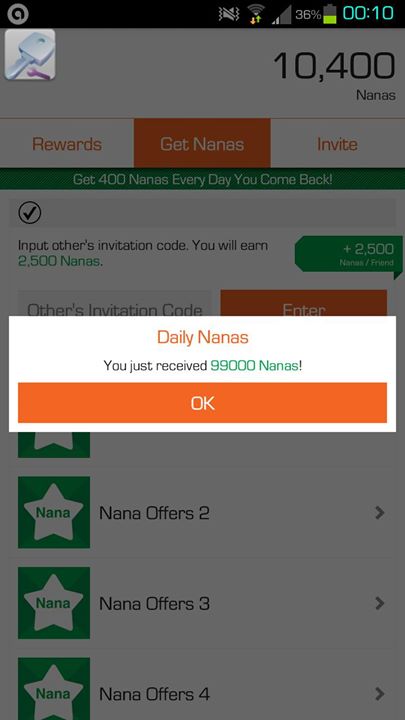 36% 00:10
10,400
Nanas
Rewards Get Nanas Invite
Get 400 Nanas Every Day You Come Back!
Input other's invitation code. You will earn
2,500 Nanas.
+ 2,500
Nanas / Friend
Other's Invitation Code Enter
Daily Nanas
You just received 99000 Nanas!
OK
Nana Nana Offers 2
Nana Nana Offers 3
Nana Nana Offers 4